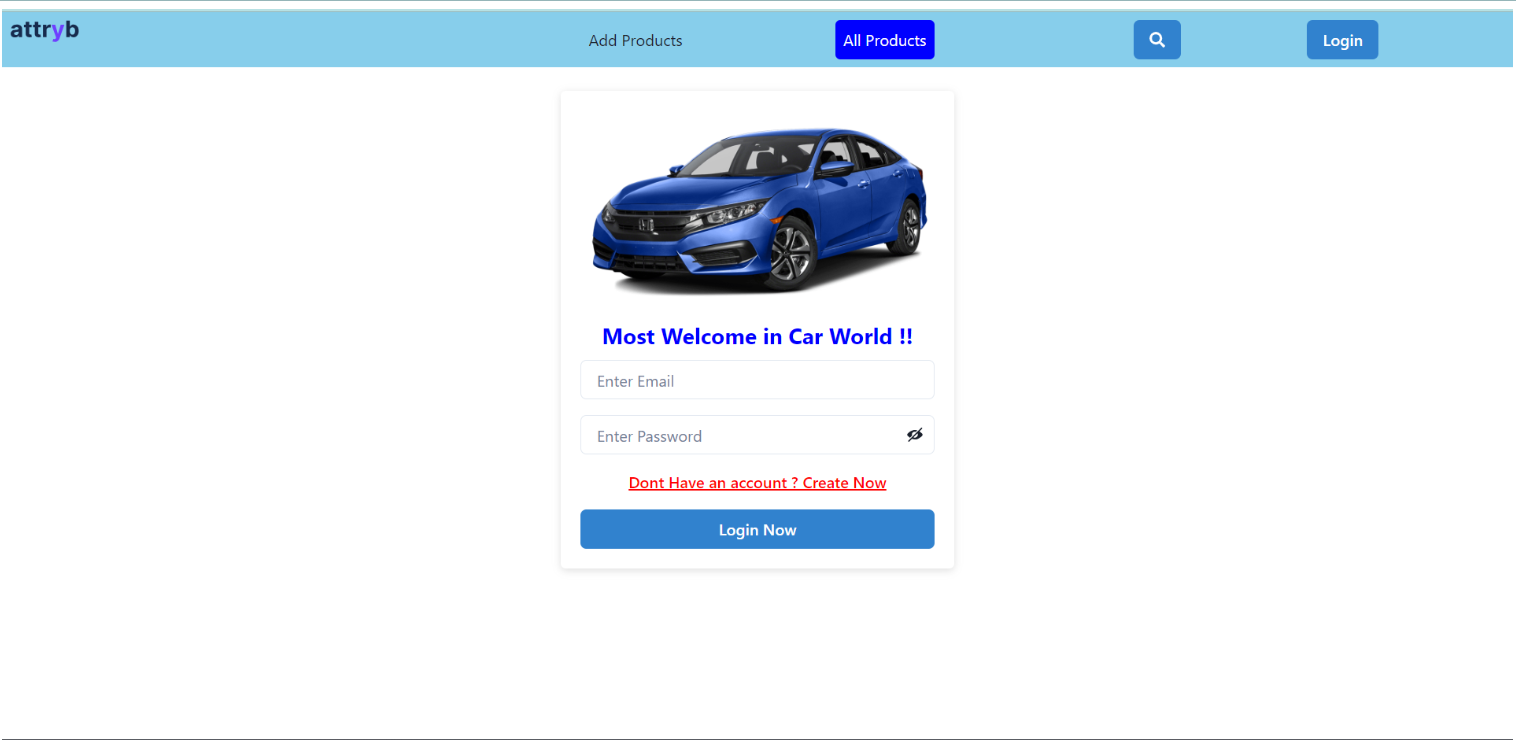 attryb
Add Products
All Products
Login
Most Welcome in Car World !!
Enter Email
Enter Password
Dont Have an account ? Create Now
Login Now